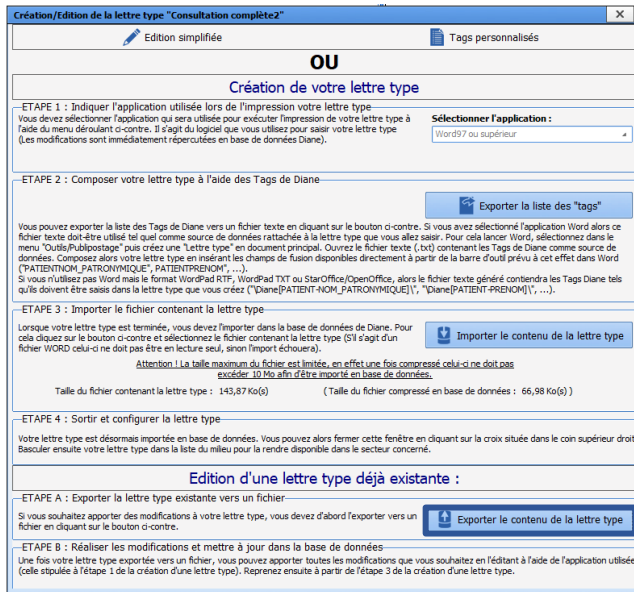 Création/Edition de la lettre type "Consultation complète2"
Edition simplifiée
Tags personnalisés
OU
Création de votre lettre type
ETAPE 1 : Indiquer l'application utilisée lors de l'impression votre lettre type
Vous devez sélectionner l'application qui sera utilisée pour exécuter l'impression de votre lettre type à
l'aide du menu déroulant ci-contre. Il s'agit du logiciel que vous utilisez pour saisir votre lettre type
(Les modifications sont immédiatement répercutées en base de données Diane).
Sélectionner l'application :
Word97 ou supérieur
ETAPE 2 : Composer votre lettre type à l'aide des Tags de Diane
Exporter la liste des "tags"
Vous pouvez exporter la liste des Tags de Diane vers un fichier texte en cliquant sur le bouton ci-contre. Si vous avez sélectionné l'application Word alors ce
fichier texte doit-être utilisé tel quel comme source de données rattachée à la lettre type que vous allez saisir. Pour cela lancer Word, sélectionnez dans le
menu "Outils/Publipostage" puis créez une "Lettre type" en document principal. Ouvrez le fichier texte (.txt) contenant les Tags de Diane comme source de
données. Composez alors votre lettre type en insérant les champs de fusion disponibles directement à partir de la barre d'outil prévu à cet effet dans Word
("PATIENTNOM_PATRONYMIQUE", PATIENTPRENOM", ...).
Si vous n'utilisez pas Word mais le format WordPad RTF, WordPad TXT ou StarOffice/OpenOffice, alors le fichier texte généré contiendra les Tags Diane tels
qu'ils doivent être saisis dans la lettre type que vous créez ("\Diane[PATIENT-NOM_PATRONYMIQUE]\", "\Diane[PATIENT-PRENOM]\", ...).
ETAPE 3 : Importer le fichier contenant la lettre type
Lorsque votre lettre type est terminée, vous devez l'importer dans la base de données de Diane. Pour
cela cliquez sur le bouton ci-contre et sélectionnez le fichier contenant la lettre type (S'il s'agit d'un
fichier WORD celui-ci ne doit pas être en lecture seul, sinon l'import échouera).
Importer le contenu de la lettre type
Attention ! La taille maximum du fichier est limitée, en effet une fois compressé celui-ci ne doit pas
excéder 10 Mo afin d'être importé en base de données.
Taille du fichier contenant la lettre type : 143,87 Ko(s) ( Taille du fichier compressé en base de données : 66,98 Ko(s) )
ETAPE 4 : Sortir et configurer la lettre type
Votre lettre type est désormais importée en base de données. Vous pouvez alors fermer cette fenêtre en cliquant sur la croix située dans le coin supérieur droit
Basculer ensuite votre lettre type dans la liste du milieu pour la rendre disponible dans le secteur concerné.
Edition d'une lettre type déjà existante :
ETAPE A : Exporter la lettre type existante vers un fichier
Si vous souhaitez apporter des modifications à votre lettre type, vous devez d'abord l'exporter vers un
fichier en cliquant sur le bouton ci-contre.
Exporter le contenu de la lettre type
ETAPE B : Réaliser les modifications et mettre à jour dans la base de données
Une fois votre lettre type exportée vers un fichier, vous pouvez apporter toutes les modifications que vous souhaitez en l'éditant à l'aide de l'application utilisée
(celle stipulée à l'étape 1 de la création d'une lettre type). Reprenez ensuite à partir de l'étape 3 de la création d'une lettre type.